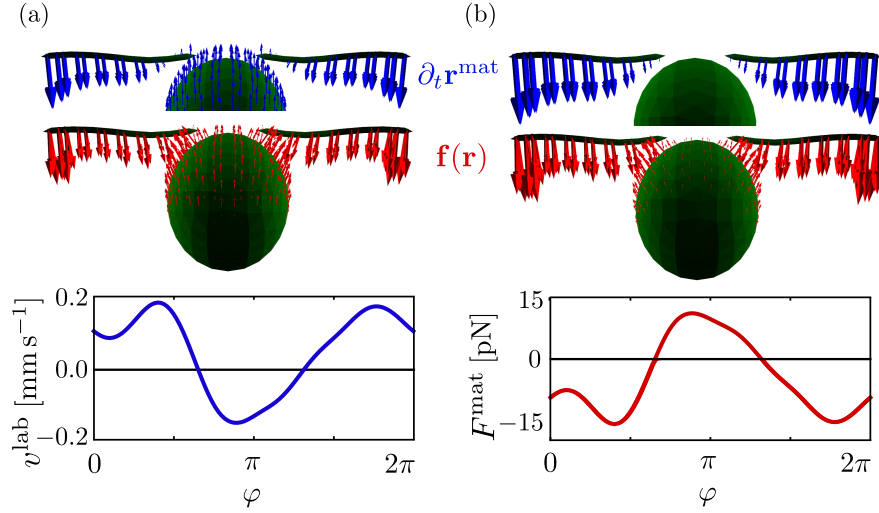 (a)
(b)
∂ₜr^mat
f(r)
v^lab [mm s⁻¹]
0.2
0.0
−0.2
0
π
2π
φ
F^mat [pN]
15
0
−15
0
π
2π
φ